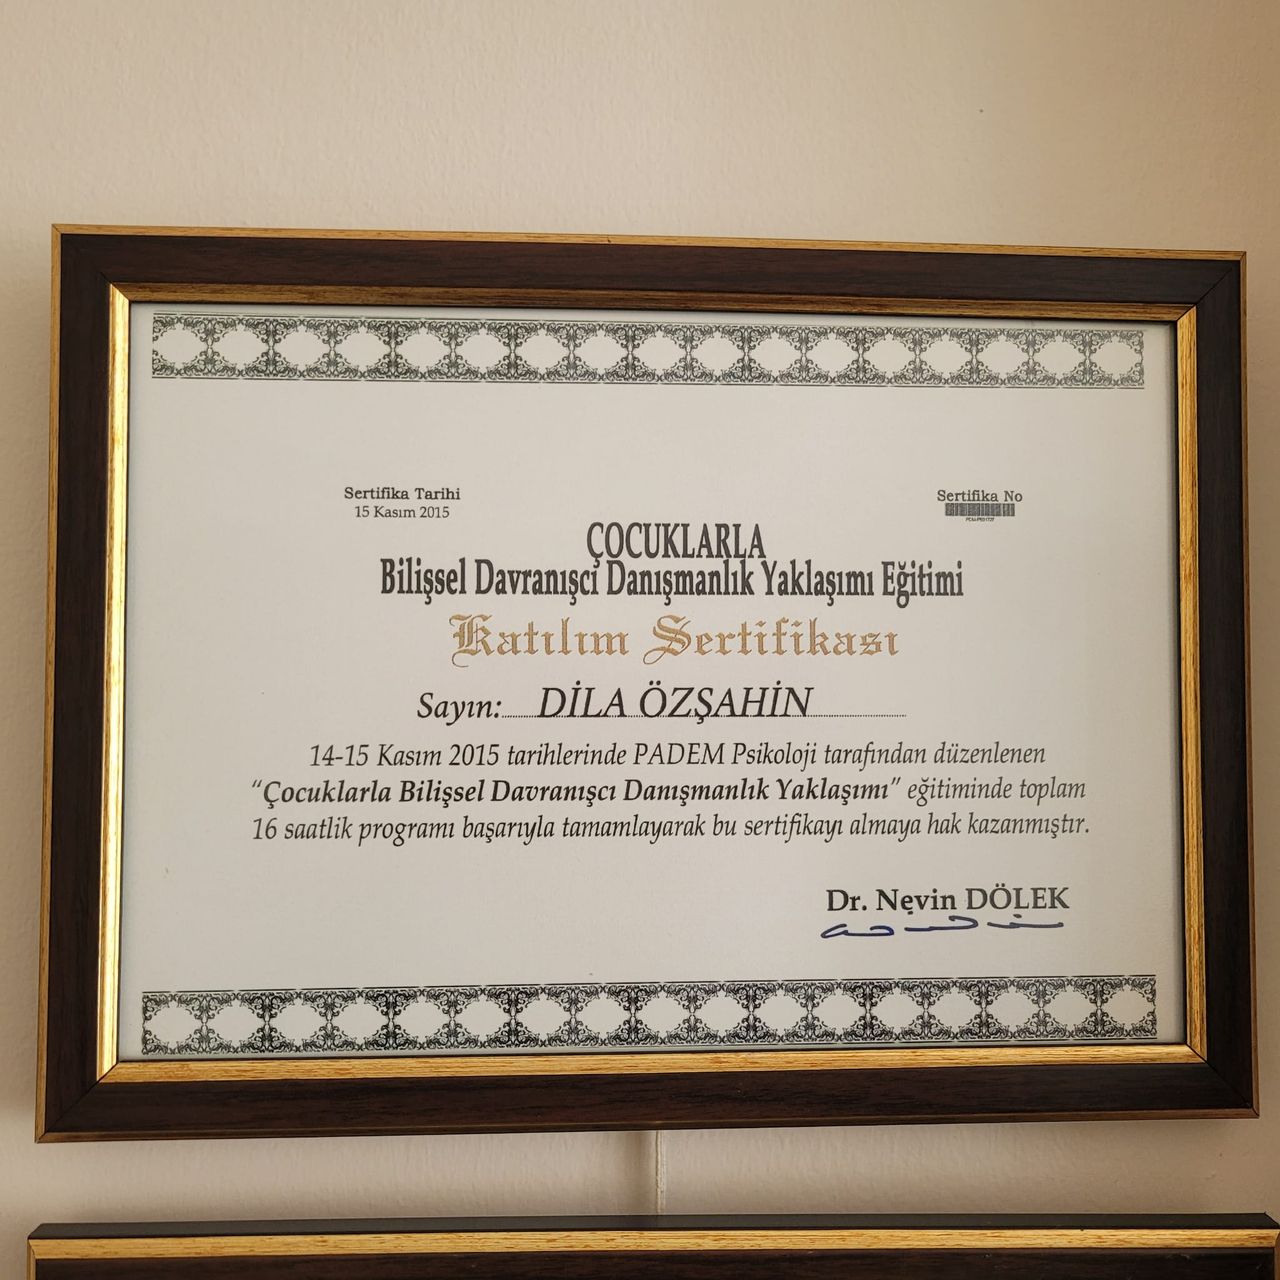 Sertifika Tarihi
15 Kasım 2015
Sertifika No
ÇOCUKLARLA
Bilişsel Davranışcı Danışmanlık Yaklaşımı Eğitimi
Katılım Sertifikası
Sayın: DİLA ÖZŞAHİN
14-15 Kasım 2015 tarihlerinde PADEM Psikoloji tarafından düzenlenen
“Çocuklarla Bilişsel Davranışcı Danışmanlık Yaklaşımı” eğitiminde toplam
16 saatlik programı başarıyla tamamlayarak bu sertifikayı almaya hak kazanmıştır.
Dr. Nevin DÖLEK